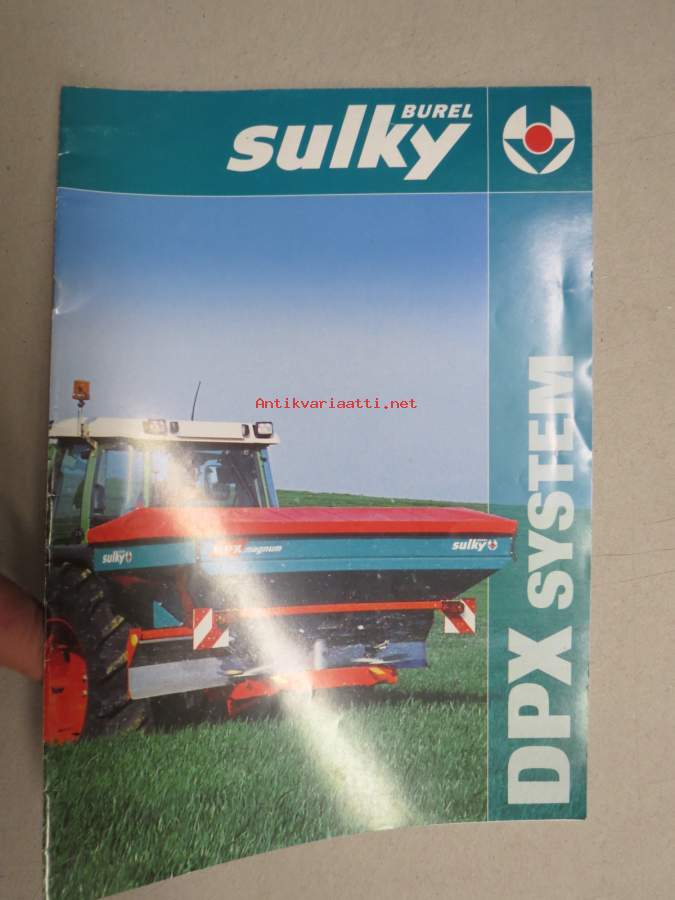 BUREL
sulky
DPX SYSTEM
Antikvariaatti.net
sulky
DPX magnum
sulky